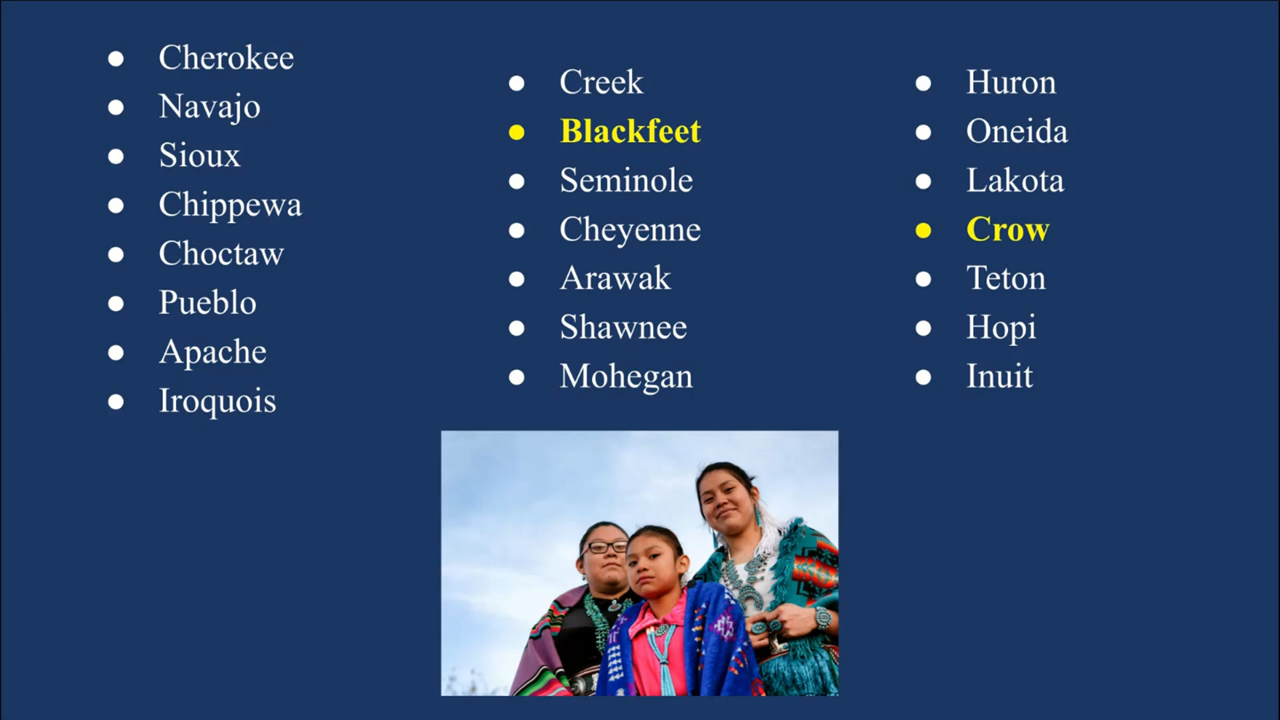 ● Cherokee
● Navajo
● Sioux
● Chippewa
● Choctaw
● Pueblo
● Apache
● Iroquois
● Creek
● Blackfeet
● Seminole
● Cheyenne
● Arawak
● Shawnee
● Mohegan
● Huron
● Oneida
● Lakota
● Crow
● Teton
● Hopi
● Inuit